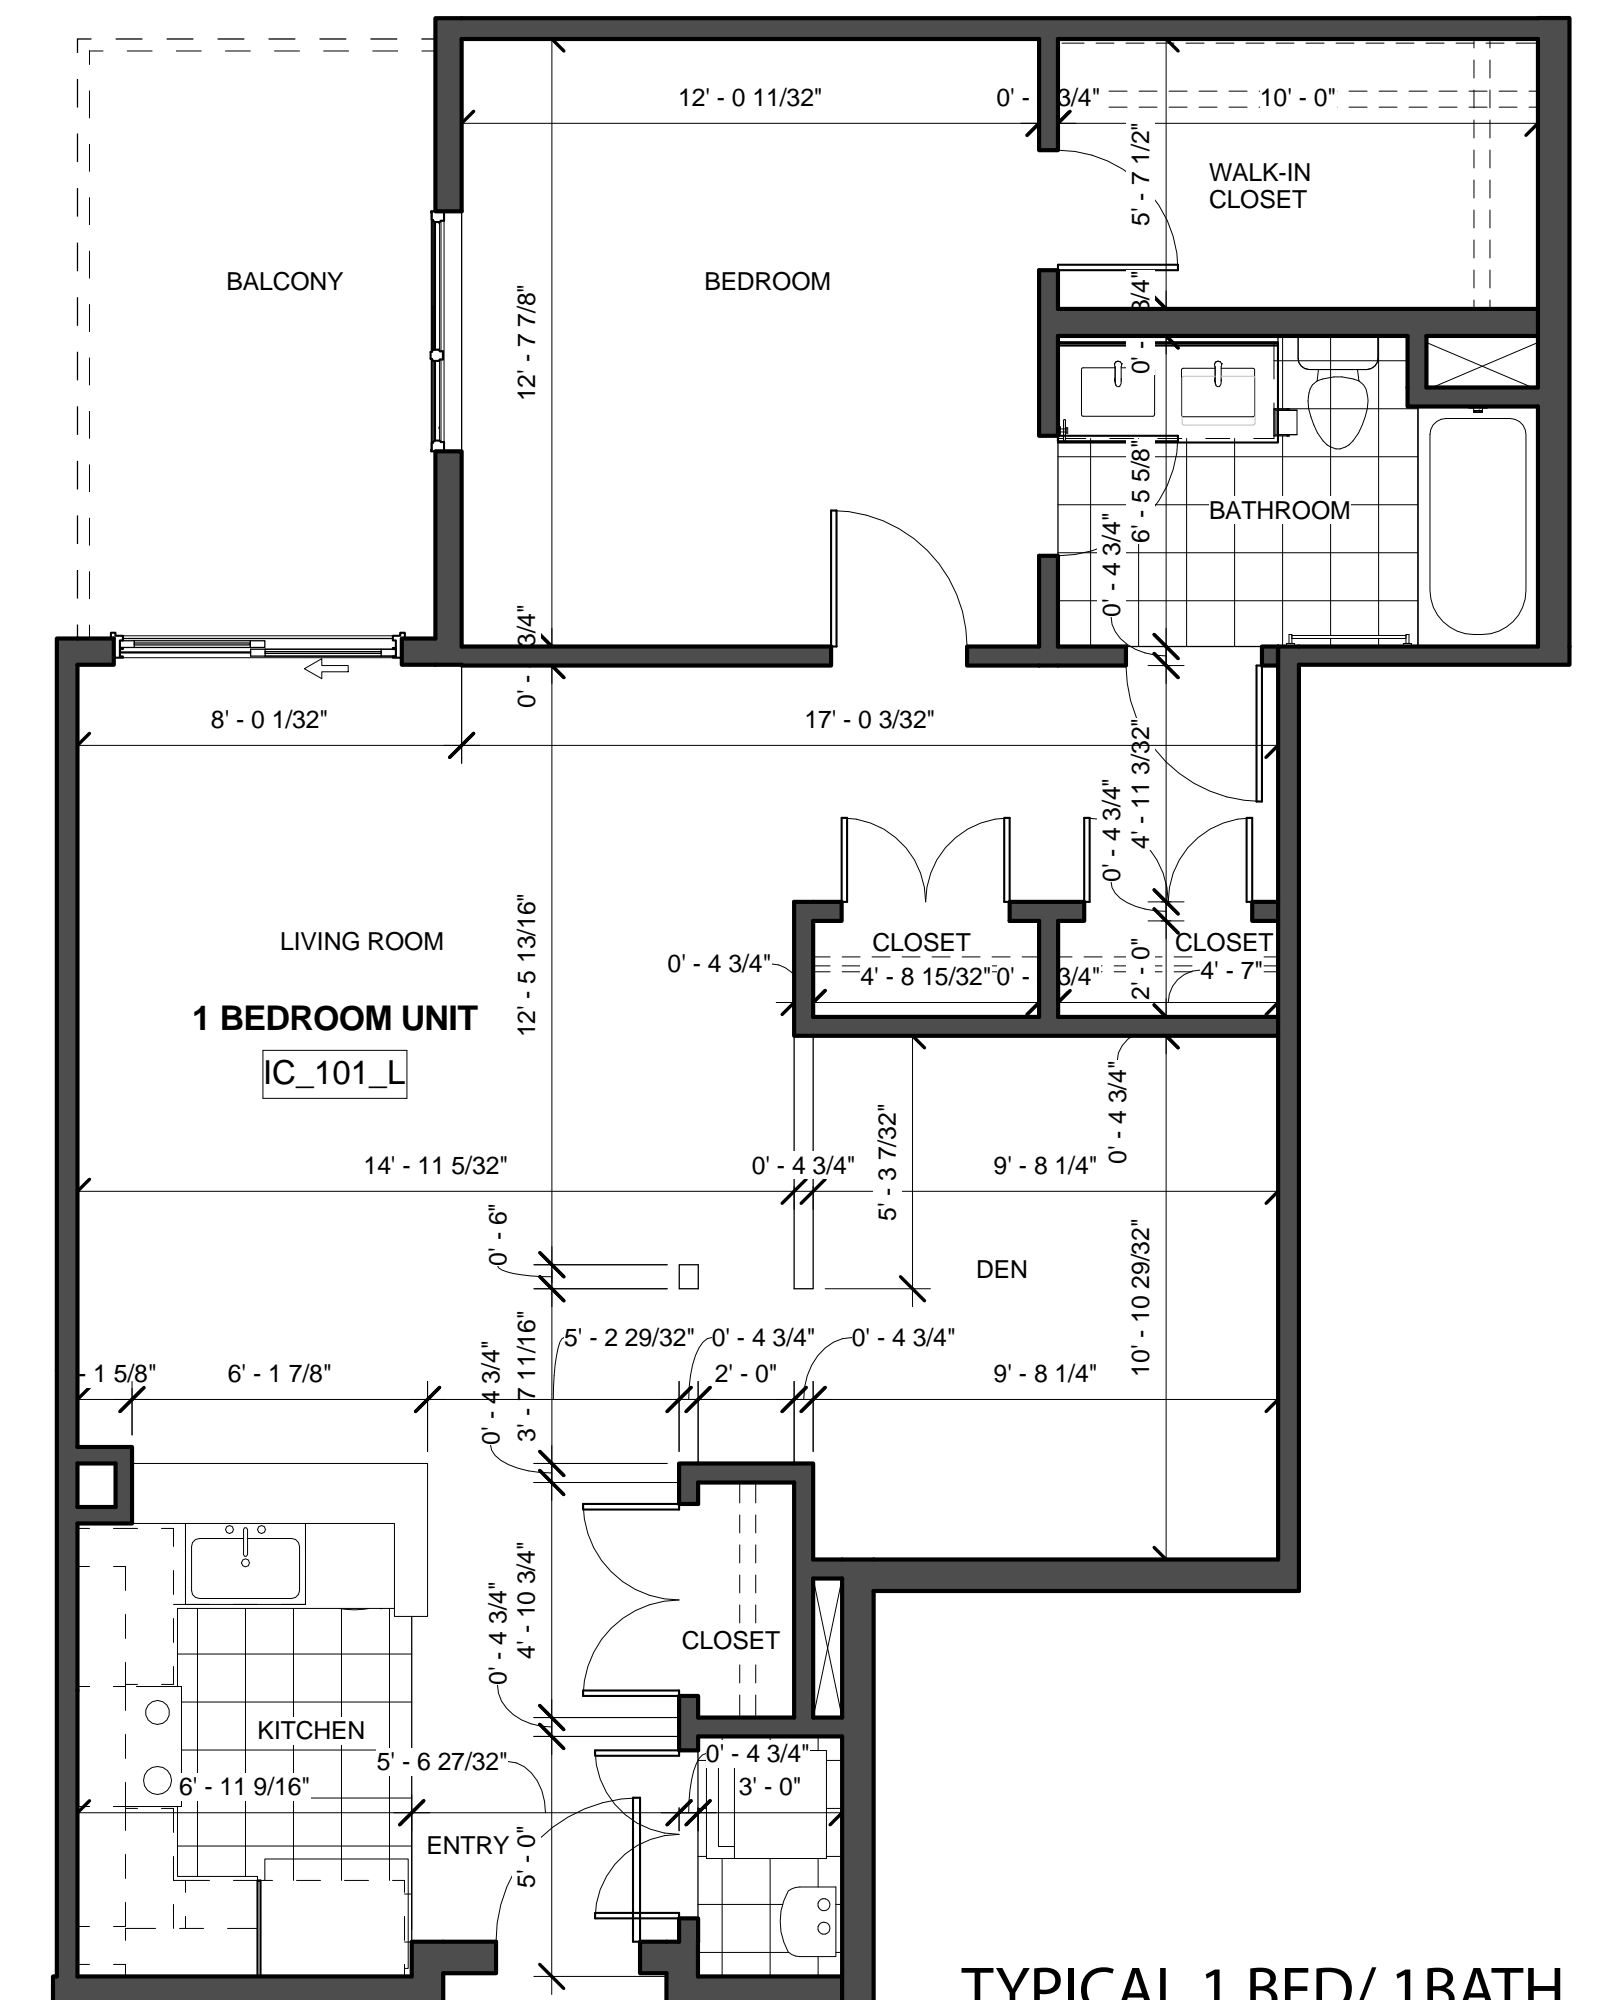 12' - 0 11/32"
0' - 
3/4"
10' - 0"
5' - 7 1/2"
WALK-IN
CLOSET
BALCONY
BEDROOM
12' - 7 7/8"
0' - 
3/4"
6' - 5 5/8"
BATHROOM
0' - 4 3/4"
0' - 
3/4"
8' - 0 1/32"
17' - 0 3/32"
4' - 11 3/32"
0' - 4 3/4"
LIVING ROOM
12' - 5 13/16"
CLOSET
CLOSET
0' - 4 3/4"
4' - 8 15/32"
0' - 
3/4"
2' - 0"
4' - 7"
1 BEDROOM UNIT
IC_101_L
0' - 4 3/4"
5' - 3 7/32"
14' - 11 5/32"
0' - 4 3/4"
9' - 8 1/4"
0' - 6"
DEN
10' - 10 29/32"
5' - 2 29/32"
0' - 4 3/4"
0' - 4 3/4"
- 1 5/8"
6' - 1 7/8"
0' - 4 3/4"
3' - 7 11/16"
2' - 0"
9' - 8 1/4"
4' - 10 3/4"
0' - 4 3/4"
CLOSET
KITCHEN
5' - 6 27/32"
0' - 4 3/4"
6' - 11 9/16"
3' - 0"
ENTRY
5' - 0"
TYPICAL 1 BED/ 1BATH